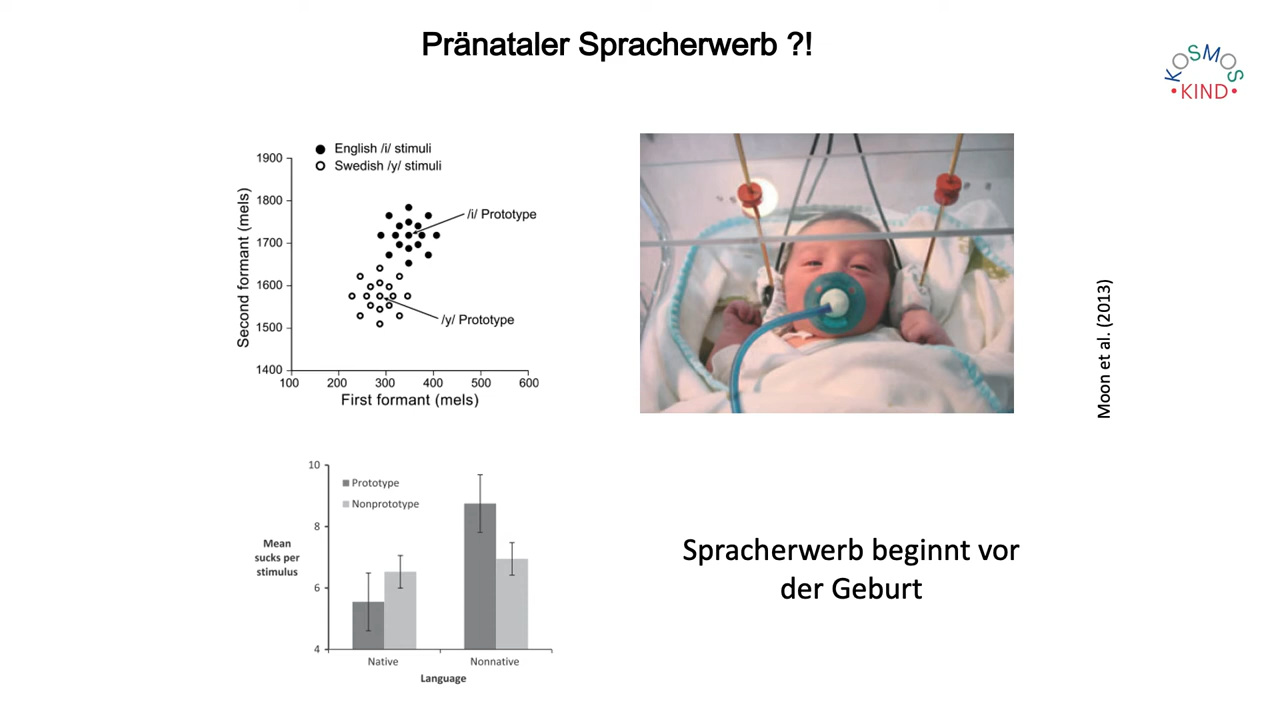 Pränataler Spracherwerb ?!
KOSMOS
•KIND•
English /i/ stimuli
Swedish /y/ stimuli
1900
1800
1700
1600
1500
1400
Second formant (mels)
/i/ Prototype
/y/ Prototype
100 200 300 400 500 600
First formant (mels)
Moon et al. (2013)
10
8
6
4
Prototype
Nonprototype
Mean
sucks per
stimulus
Native Nonnative
Language
Spracherwerb beginnt vor
der Geburt